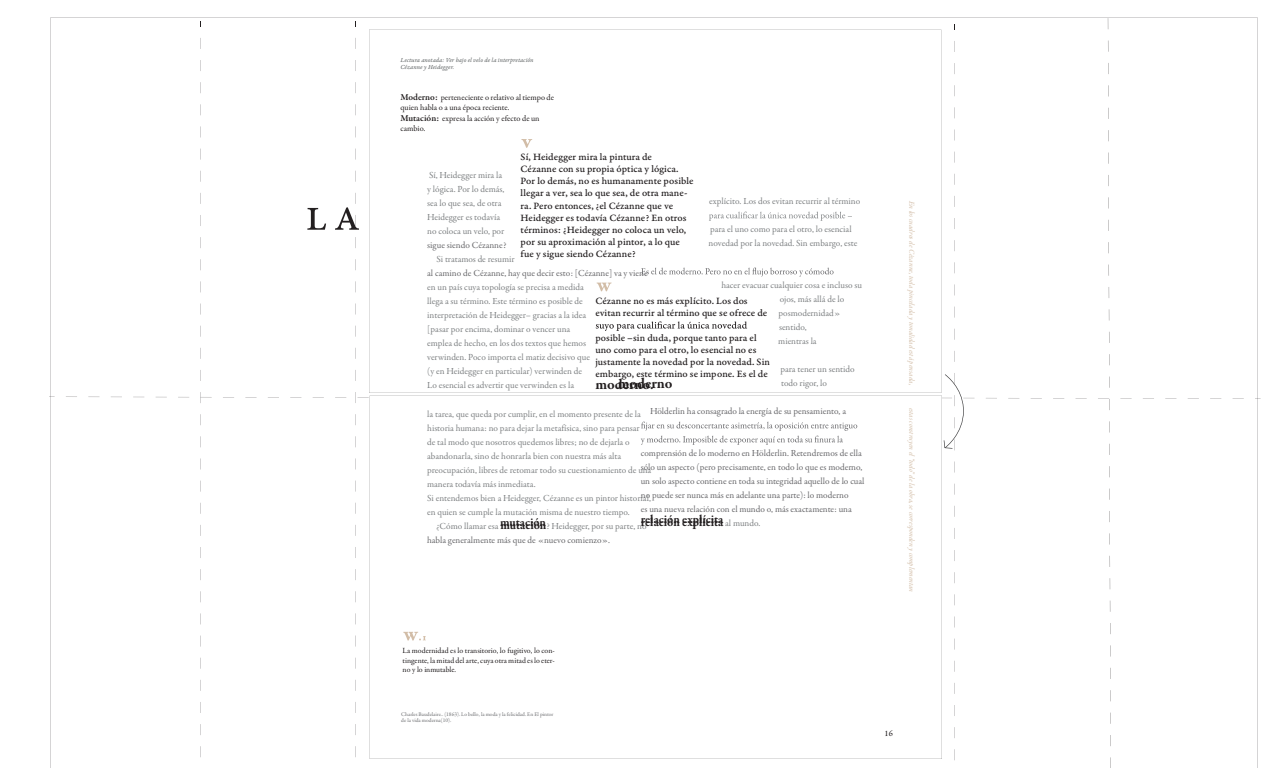 Lectura anotada: Ver bajo el velo de la interpretación
Cézanne y Heidegger.
Moderno: perteneciente o relativo al tiempo de
quien habla o a una época reciente.
Mutación: expresa la acción y efecto de un
cambio.
LA
V
Sí, Heidegger mira la pintura de
Cézanne con su propia óptica y lógica.
Por lo demás, no es humanamente posible
llegar a ver, sea lo que sea, de otra mane-
ra. Pero entonces, ¿el Cézanne que ve
Heidegger es todavía Cézanne? En otros
términos: ¿Heidegger no coloca un velo,
por su aproximación al pintor, a lo que
fue y sigue siendo Cézanne?
Sí, Heidegger mira la
y lógica. Por lo demás,
sea lo que sea, de otra
Heidegger es todavía
no coloca un velo, por
sigue siendo Cézanne?
Si tratamos de resumir
al camino de Cézanne, hay que decir esto: [Cézanne] va y viene
en un país cuya topología se precisa a medida
llega a su término. Este término es posible de
interpretación de Heidegger– gracias a la idea
[pasar por encima, dominar o vencer una
emplea de hecho, en los dos textos que hemos
verwinden. Poco importa el matiz decisivo que
(y en Heidegger en particular) verwinden de
Lo esencial es advertir que verwinden es la
W
Cézanne no es más explícito. Los dos
evitan recurrir al término que se ofrece de
suyo para cualificar la única novedad
posible –sin duda, porque tanto para el
uno como para el otro, lo esencial no es
justamente la novedad por la novedad. Sin
embargo, este término se impone. Es el de
moderno.
moderno
explícito. Los dos evitan recurrir al término
para cualificar la única novedad posible –
para el uno como para el otro, lo esencial
novedad por la novedad. Sin embargo, este
Es el de moderno. Pero no en el flujo borroso y cómodo
hacer evacuar cualquier cosa e incluso su
ojos, más allá de lo
posmodernidad»
sentido,
mientras la
para tener un sentido
todo rigor, lo
la tarea, que queda por cumplir, en el momento presente de la
historia humana: no para dejar la metafísica, sino para pensar
de tal modo que nosotros quedemos libres; no de dejarla o
abandonarla, sino de honrarla bien con nuestra más alta
preocupación, libres de retomar todo su cuestionamiento de
manera todavía más inmediata.
Si entendemos bien a Heidegger, Cézanne es un pintor
en quien se cumple la mutación misma de nuestro tiempo.
¿Cómo llamar esa mutación? Heidegger, por su parte, no
habla generalmente más que de «nuevo comienzo».
Hölderlin ha consagrado la energía de su pensamiento, a
fijar en su desconcertante asimetría, la oposición entre antiguo
y moderno. Imposible de exponer aquí en toda su finura la
comprensión de lo moderno en Hölderlin. Retendremos de ella
sólo un aspecto (pero precisamente, en todo lo que es moderno,
un solo aspecto contiene en toda su integridad aquello de lo cual
no puede ser nunca más en adelante una parte): lo moderno
es una nueva relación con el mundo o, más exactamente: una
relación explícita al mundo.
W.1
La modernidad es lo transitorio, lo fugitivo, lo con-
tingente, la mitad del arte, cuya otra mitad es lo eter-
no y lo inmutable.
Charles Baudelaire. (1863). Lo bello, la moda y la felicidad. En El pintor
de la vida moderna(10).
16